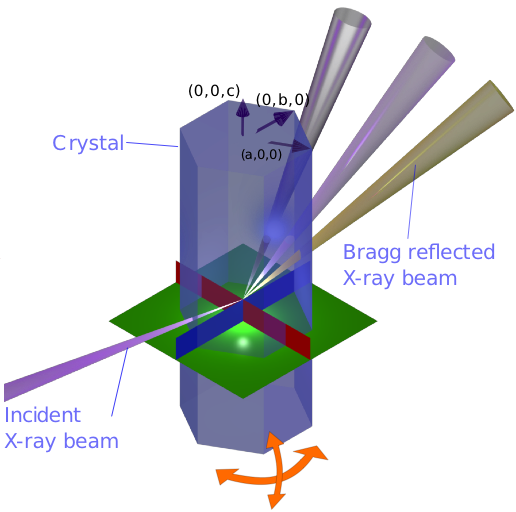 (0,0,c)
(0,b,0)
Crystal
(a,0,0)
Bragg reflected
X-ray beam
Incident
X-ray beam